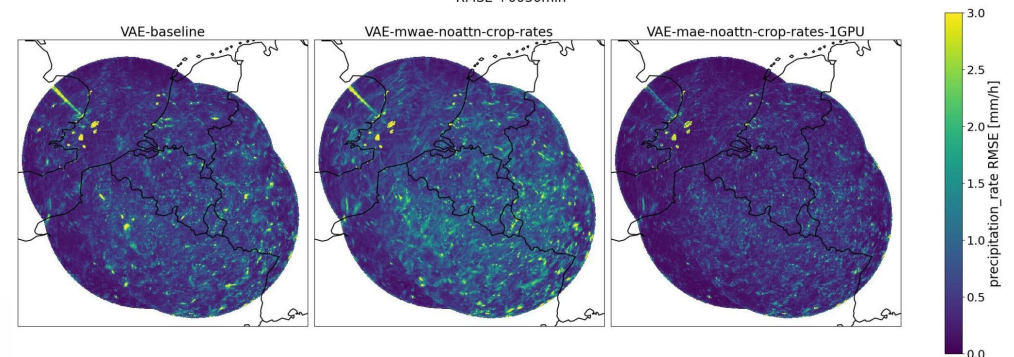 VAE-baseline
VAE-mwae-noattn-crop-rates
VAE-mae-noattn-crop-rates-1GPU
3.0
2.5
2.0
1.5
1.0
0.5
0.0
precipitation_rate RMSE [mm/h]